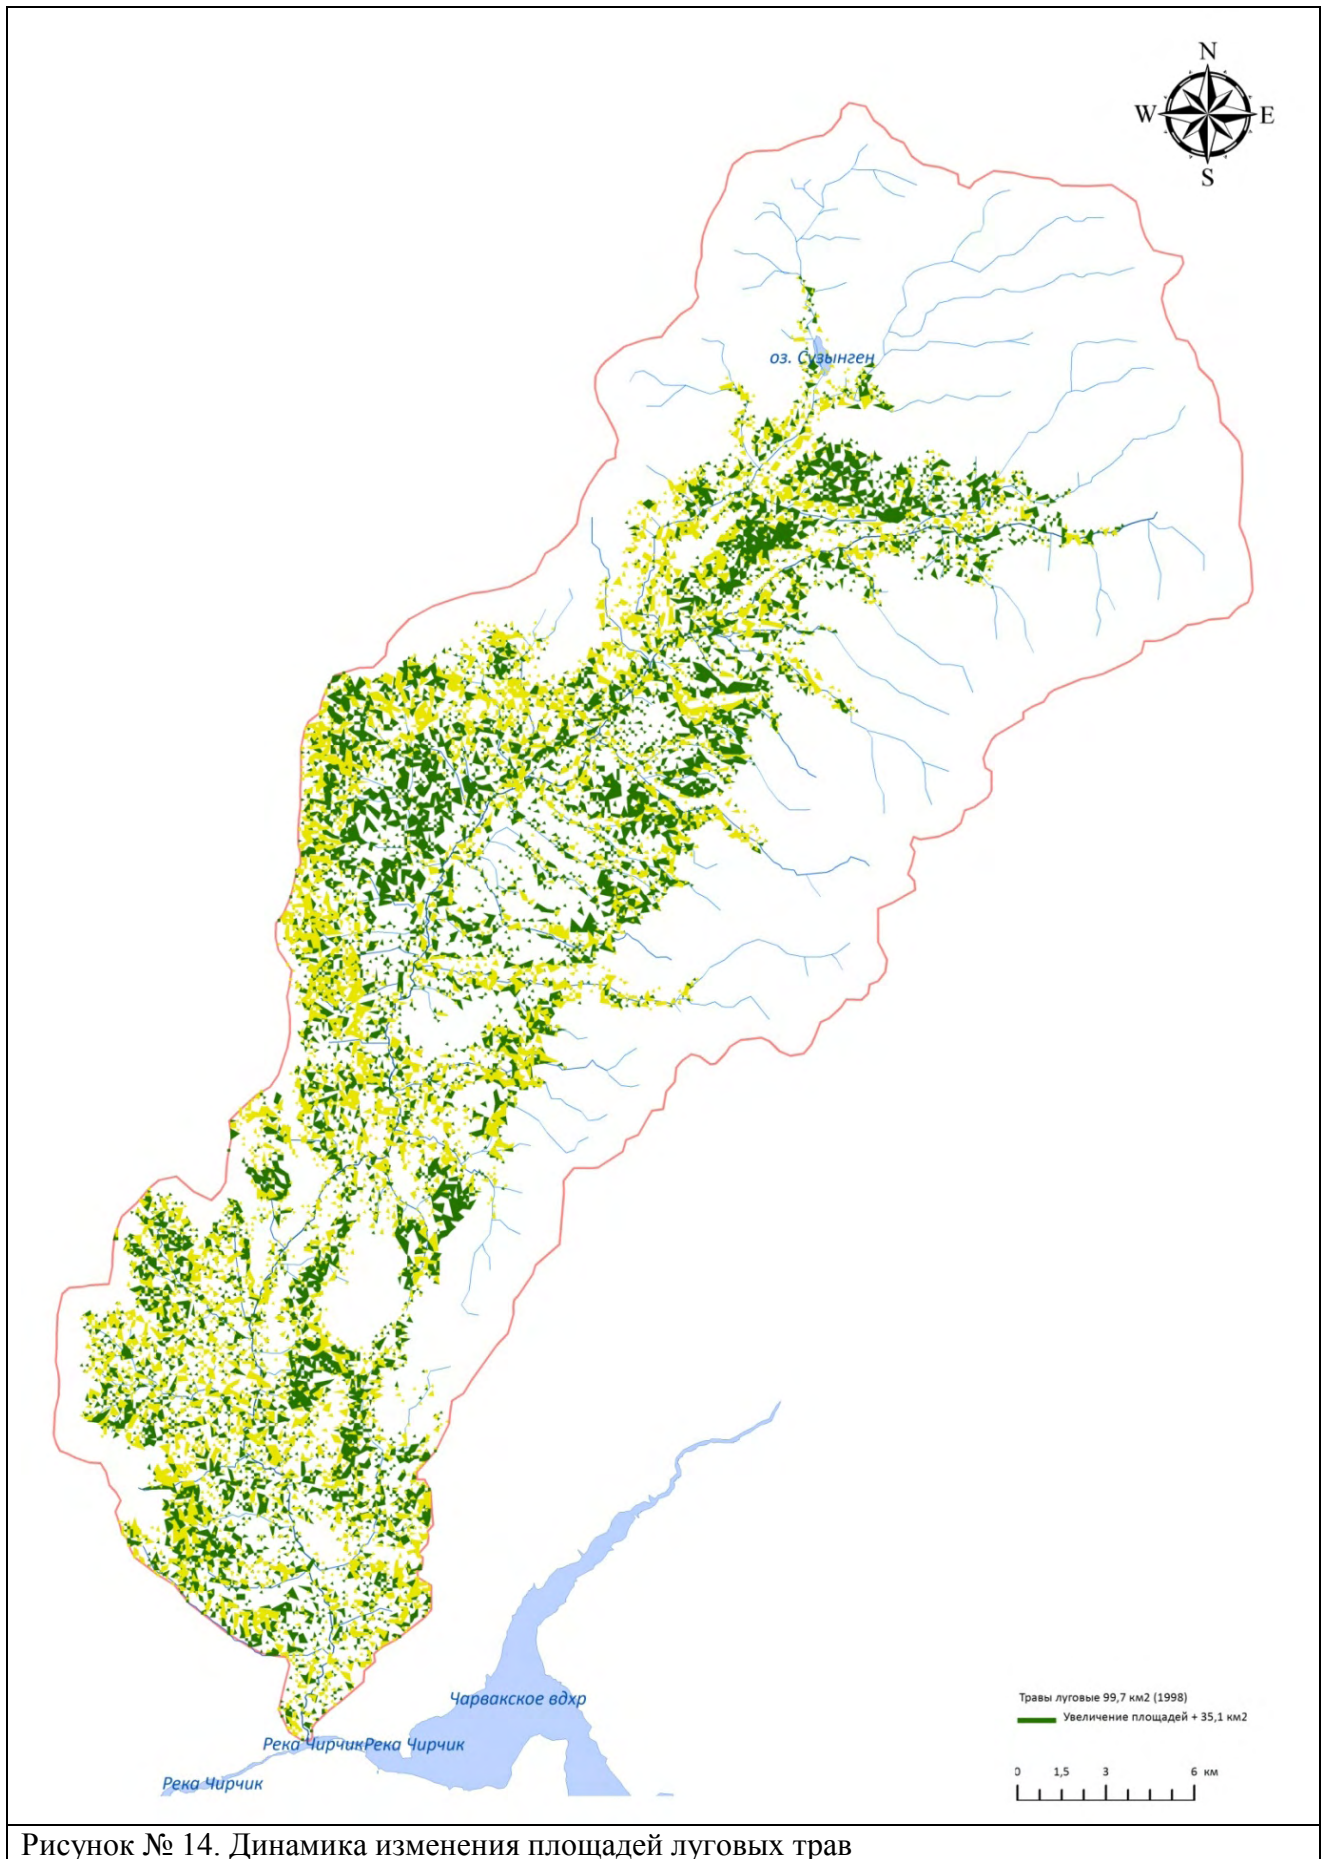 N
W E
S
оз. Сузынген
Чарвакское вдхр
Река Чирчик
Река Чирчик
Река Чирчик
Травы луговые 99,7 км2 (1998)
Увеличение площадей + 35,1 км2
0 1,5 3 6 км
Рисунок № 14. Динамика изменения площадей луговых трав